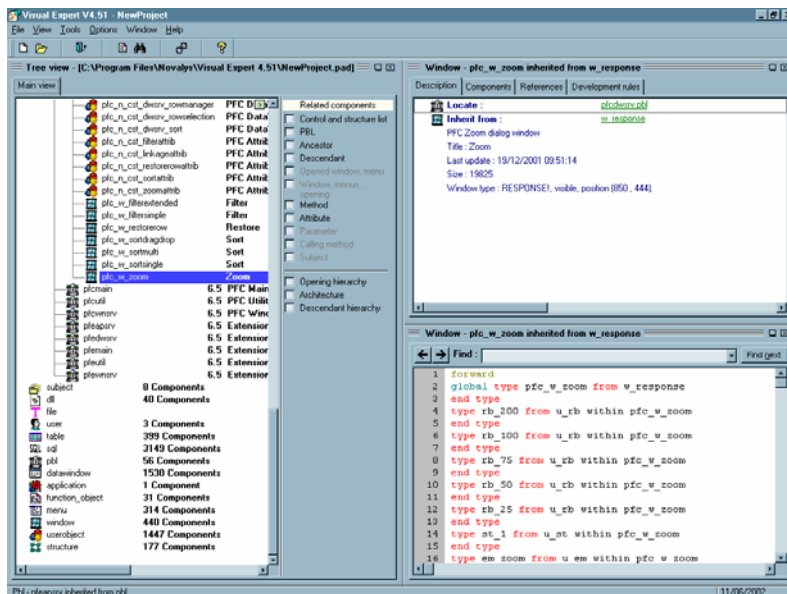 Visual Expert V4.51 - NewProject
File View Tools Options Window Help
Tree view - [C:\Program Files\Novalys\Visual Expert 4.51\NewProject.pad]
Main view
pfc_n_cst_dwsrv_rowmanager PFC D
pfc_n_cst_dwsrv_rowselection PFC Data
pfc_n_cst_dwsrv_sort PFC Data
pfc_n_cst_filterattrib PFC Attrib
pfc_n_cst_linkageattrib PFC Attrib
pfc_n_cst_restorerowattrib PFC Attrib
pfc_n_cst_sortattrib PFC Attrib
pfc_n_cst_zoomattrib PFC Attrib
pfc_w_filterextended Filter
pfc_w_filtersimple Filter
pfc_w_restorerow Restore
pfc_w_sortdragdrop Sort
pfc_w_sortmulti Sort
pfc_w_sortsingle Sort
pfc_w_zoom Zoom
pfcmain 6.5 PFC Main
pfcutil 6.5 PFC Utilit
pfcwnsrv 6.5 PFC Wind
pfeapsrv 6.5 Extension
pfedwsrv 6.5 Extension
pfemain 6.5 Extension
pfeutil 6.5 Extension
pfewnsrv 6.5 Extension
subject 8 Components
dll 40 Components
file
user 3 Components
table 399 Components
sql 3149 Components
pbl 56 Components
datawindow 1530 Components
application 1 Component
function_object 31 Components
menu 314 Components
window 440 Components
userobject 1447 Components
structure 177 Components
Related components
Control and structure list
PBL
Ancestor
Descendant
Opened window, menu
Window, menus,...
opening...
Method
Attribute
Parameter
Calling method
Subject
Opening hierarchy
Architecture
Descendant hierarchy
Window - pfc_w_zoom inherited from w_response
Description Components References Development rules
Locate : pfcdwsrv.pbl
Inherit from : w_response
PFC Zoom dialog window
Title : Zoom
Last update : 19/12/2001 09:51:14
Size : 19825
Window type : RESPONSE!, visible, position (850 , 444).
Window - pfc_w_zoom inherited from w_response
Find : Find next
1 forward
2 global type pfc_w_zoom from w_response
3 end type
4 type rb_200 from u_rb within pfc_w_zoom
5 end type
6 type rb_100 from u_rb within pfc_w_zoom
7 end type
8 type rb_75 from u_rb within pfc_w_zoom
9 end type
10 type rb_50 from u_rb within pfc_w_zoom
11 end type
12 type rb_25 from u_rb within pfc_w_zoom
13 end type
14 type st_1 from u_st within pfc_w_zoom
15 end type
16 type em_zoom from u_em within pfc_w_zoom
Pbl - pfeapsrv inherited from pbl 11/06/2002